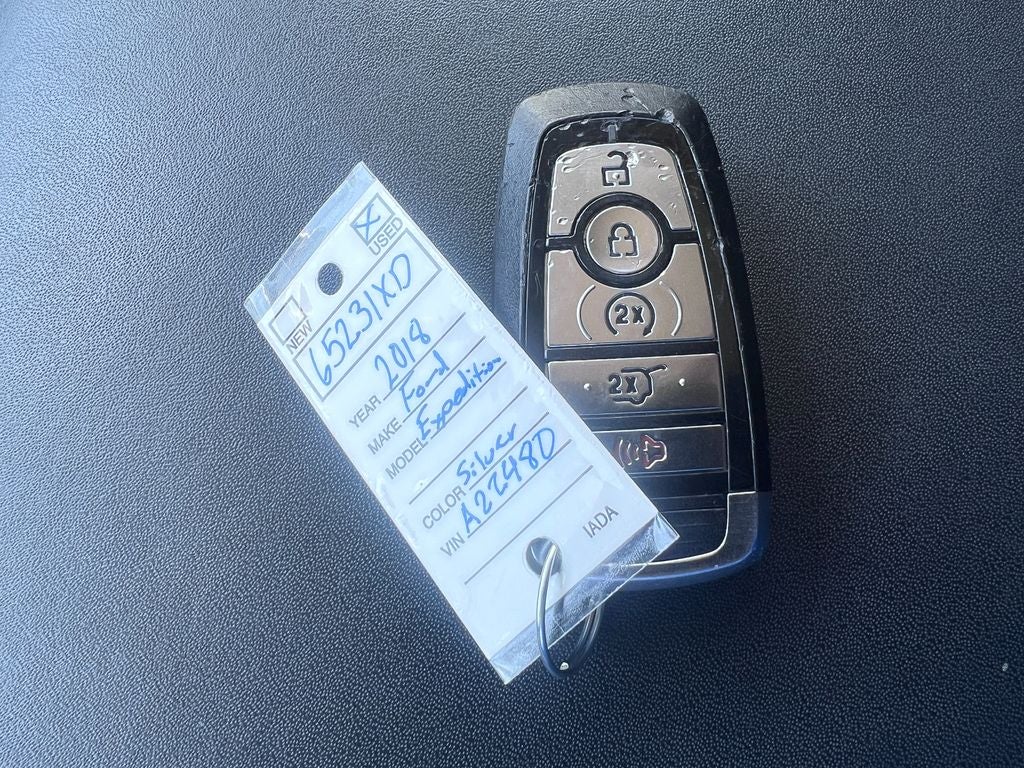 USED
NEW
65231XD
YEAR 2018
MAKE Ford
MODEL Expedition
COLOR Silver
VIN A22480
IADA
2x
2x